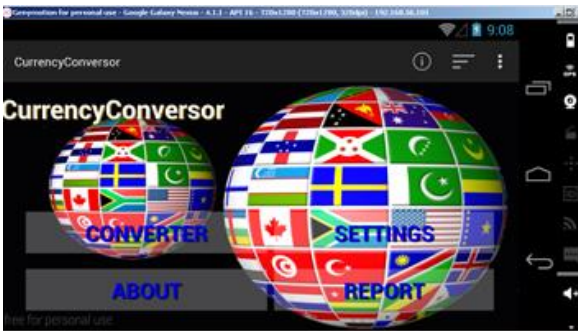 Genymotion for personal use - Google Galaxy Nexus - 4.1.1 - API 16 - 720x1280 (720x1280, 320dpi) - 192.168.56.101
9:08
CurrencyConversor
CurrencyConversor
CONVERTER
SETTINGS
ABOUT
REPORT
free for personal use
GPS